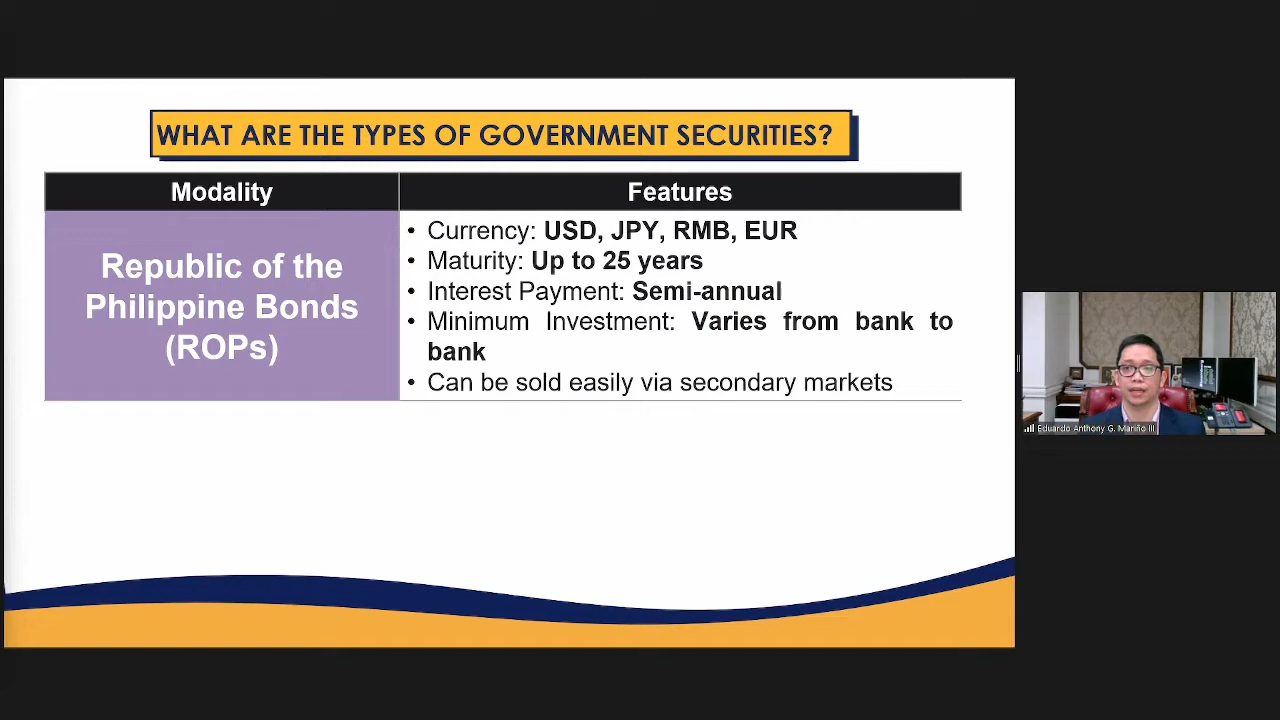 WHAT ARE THE TYPES OF GOVERNMENT SECURITIES?
Modality
Features
Republic of the
Philippine Bonds
(ROPs)
• Currency: USD, JPY, RMB, EUR
• Maturity: Up to 25 years
• Interest Payment: Semi-annual
• Minimum Investment: Varies from bank to
bank
• Can be sold easily via secondary markets
Eduardo Anthony G. Mariño III